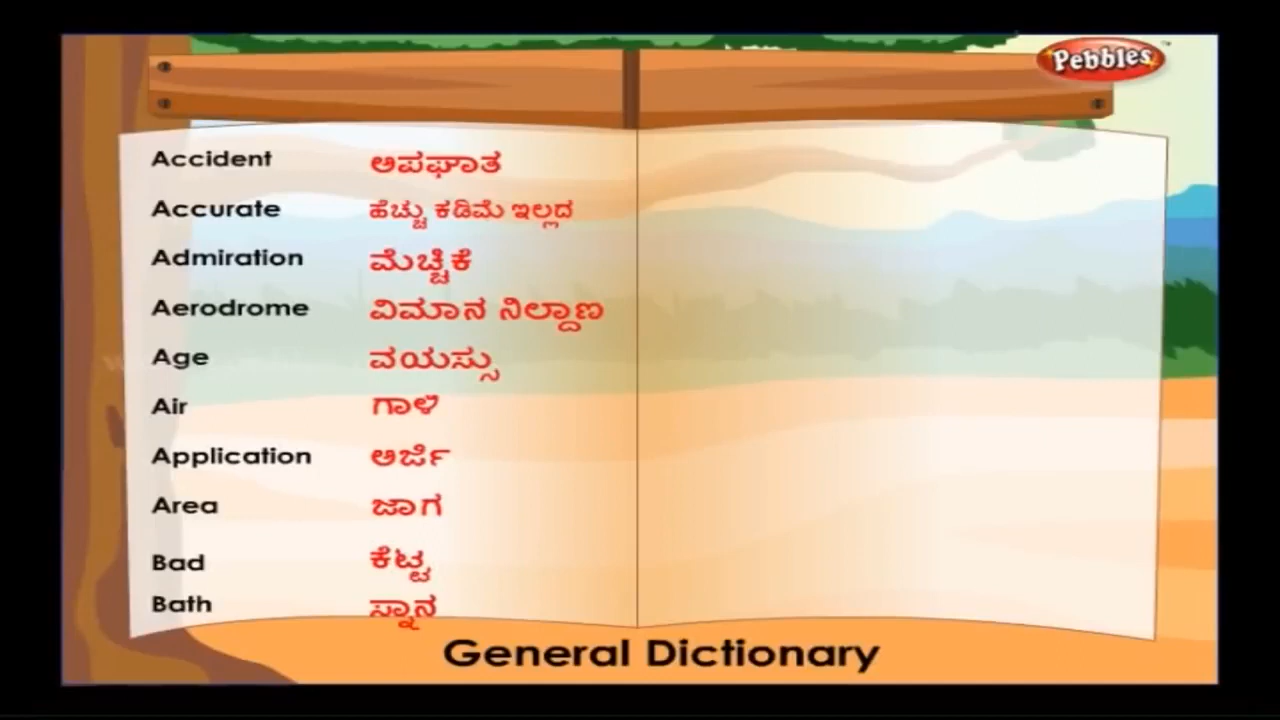 Pebbles
Accident ಅಪಘಾತ
Accurate ಹೆಚ್ಚು ಕಡಿಮೆ ಇಲ್ಲದ
Admiration ಮೆಚ್ಚಿಕೆ
Aerodrome ವಿಮಾನ ನಿಲ್ದಾಣ
Age ವಯಸ್ಸು
Air ಗಾಳಿ
Application ಅರ್ಜಿ
Area ಜಾಗ
Bad ಕೆಟ್ಟ
Bath ಸ್ನಾನ
General Dictionary